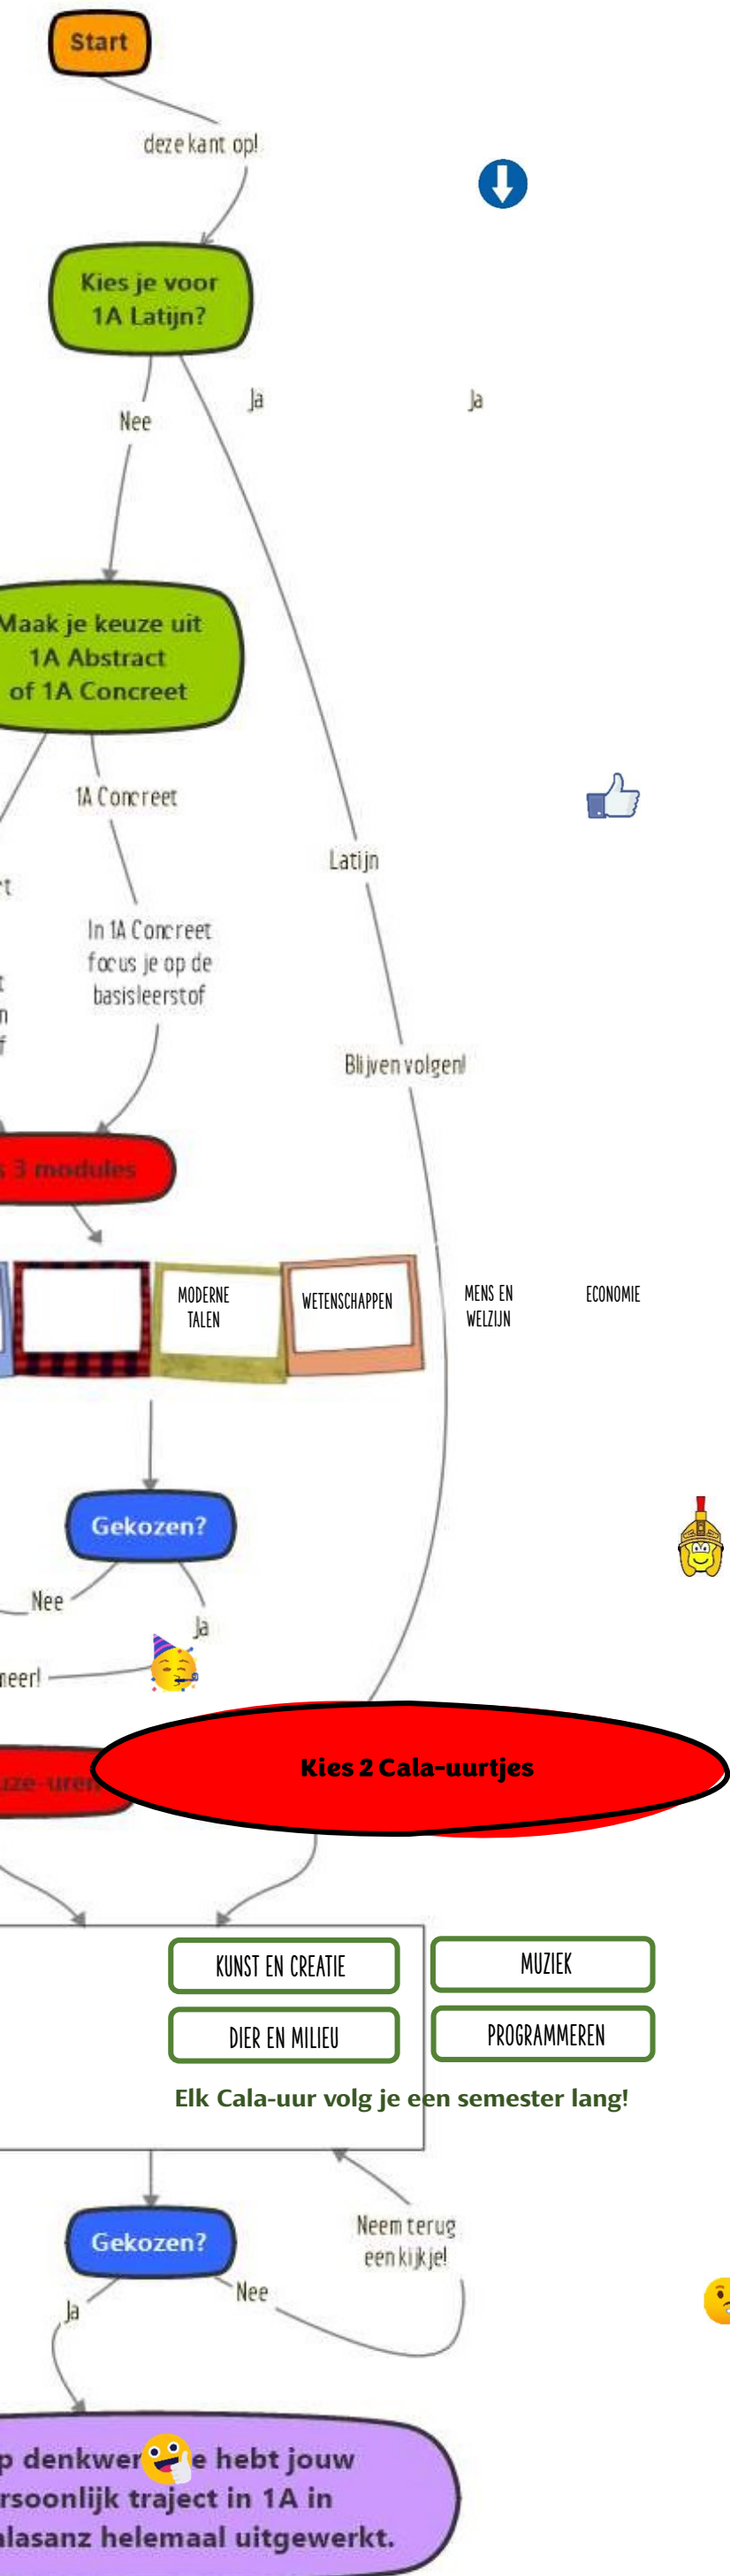 Start
deze kant op!
Kies je voor
1A Latijn?
Ja
Ja
Nee
Maak je keuze uit
1A Abstract
of 1A Concreet
1A Concreet
Latijn
In 1A Concreet
focus je op de
basisleerstof
Blijven volgen!
3 modules
MODERNE
TALEN
WETENSCHAPPEN
MENS EN
WELZIJN
ECONOMIE
Gekozen?
Nee
Ja
Kies 2 Cala-uurtjes
KUNST EN CREATIE
MUZIEK
DIER EN MILIEU
PROGRAMMEREN
Elk Cala-uur volg je een semester lang!
Gekozen?
Neem terug
een kijkje!
Nee
Ja
hebt jouw
traject in 1A in
helemaal uitgewerkt.